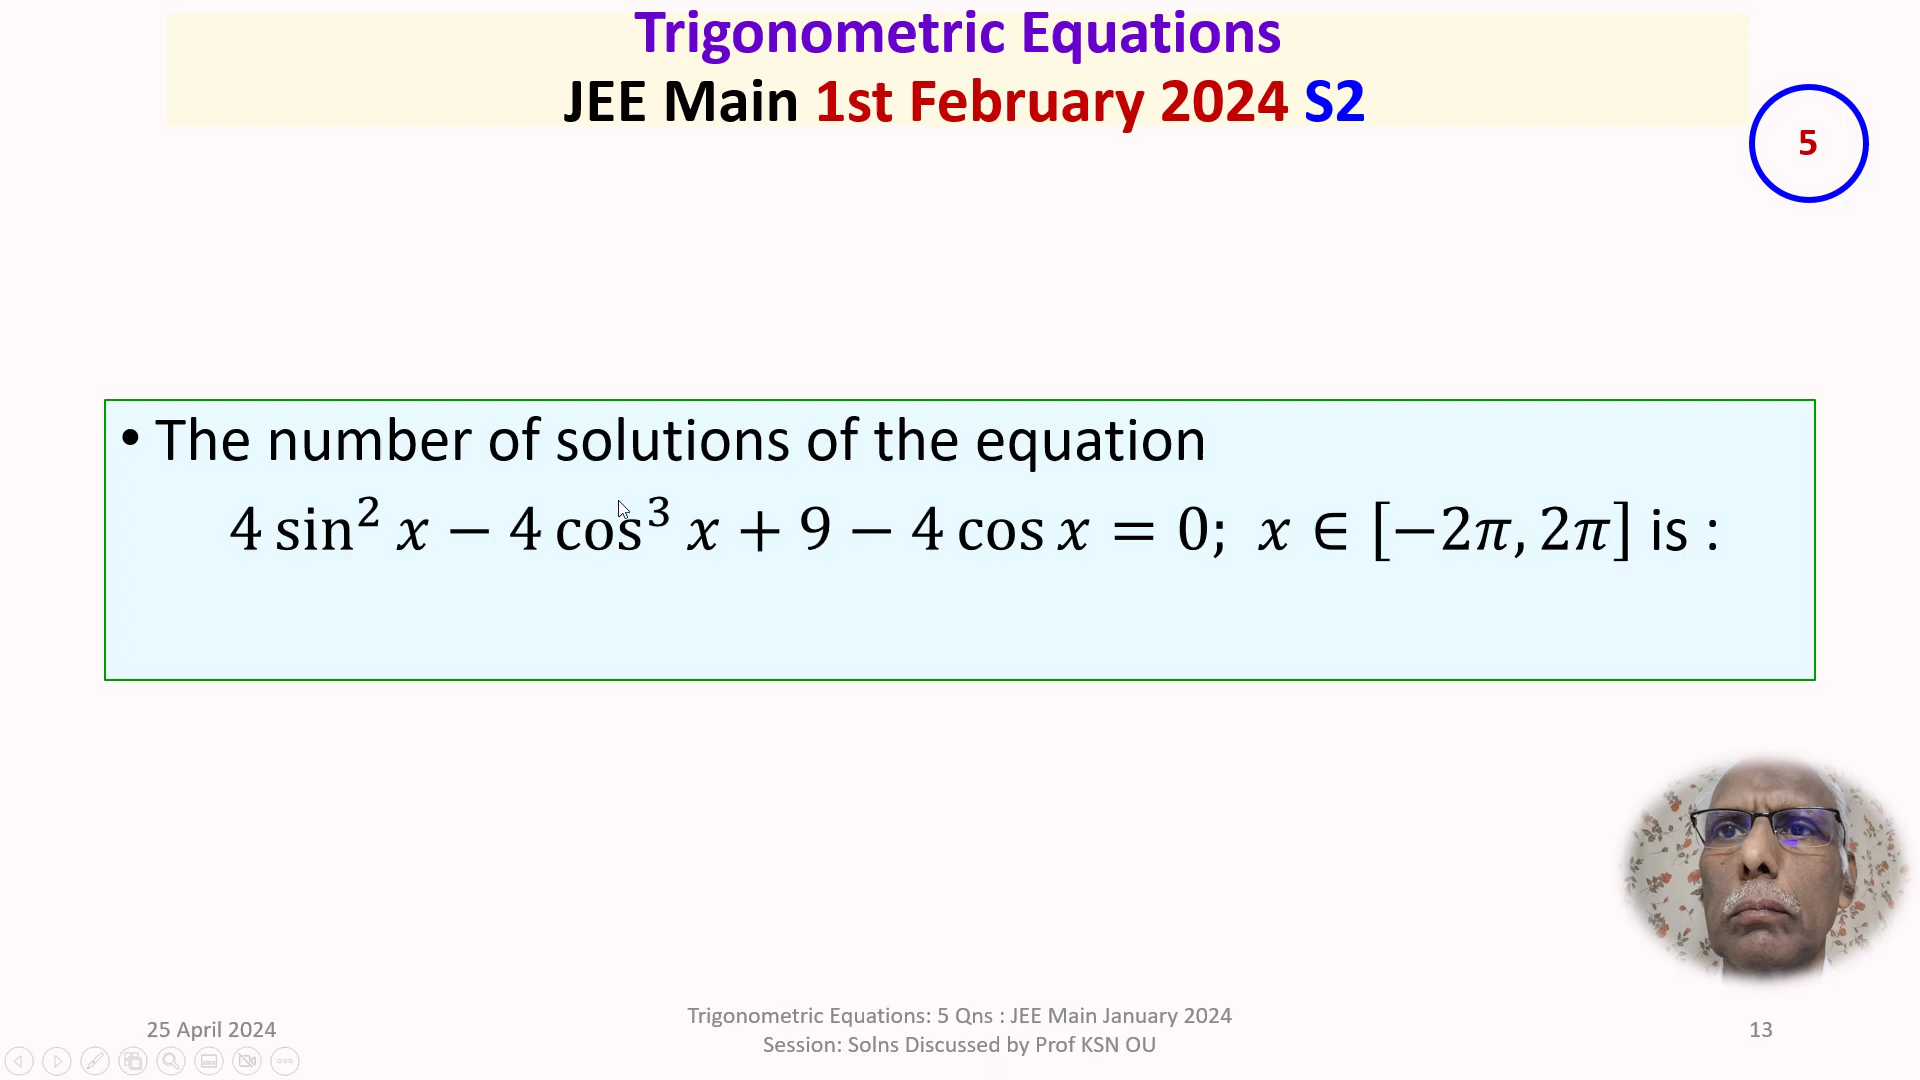 Trigonometric Equations
JEE Main 1st February 2024 S2
5
• The number of solutions of the equation
4 sin² x − 4 cos³ x + 9 − 4 cos x = 0;  x ∈ [−2π, 2π] is :
25 April 2024
Trigonometric Equations: 5 Qns : JEE Main January 2024
Session: Solns Discussed by Prof KSN OU
13